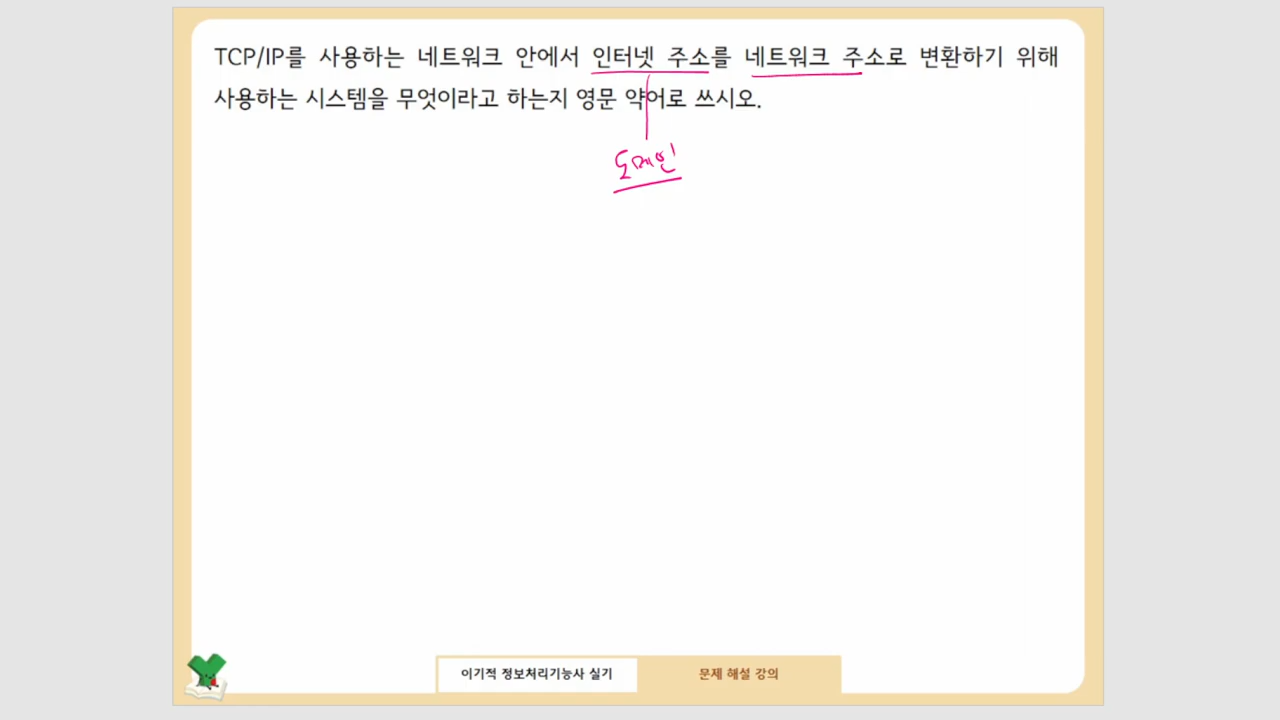 TCP/IP를 사용하는 네트워크 안에서 인터넷 주소를 네트워크 주소로 변환하기 위해
사용하는 시스템을 무엇이라고 하는지 영문 약어로 쓰시오.
도메인
이기적 정보처리기능사 실기
문제 해설 강의